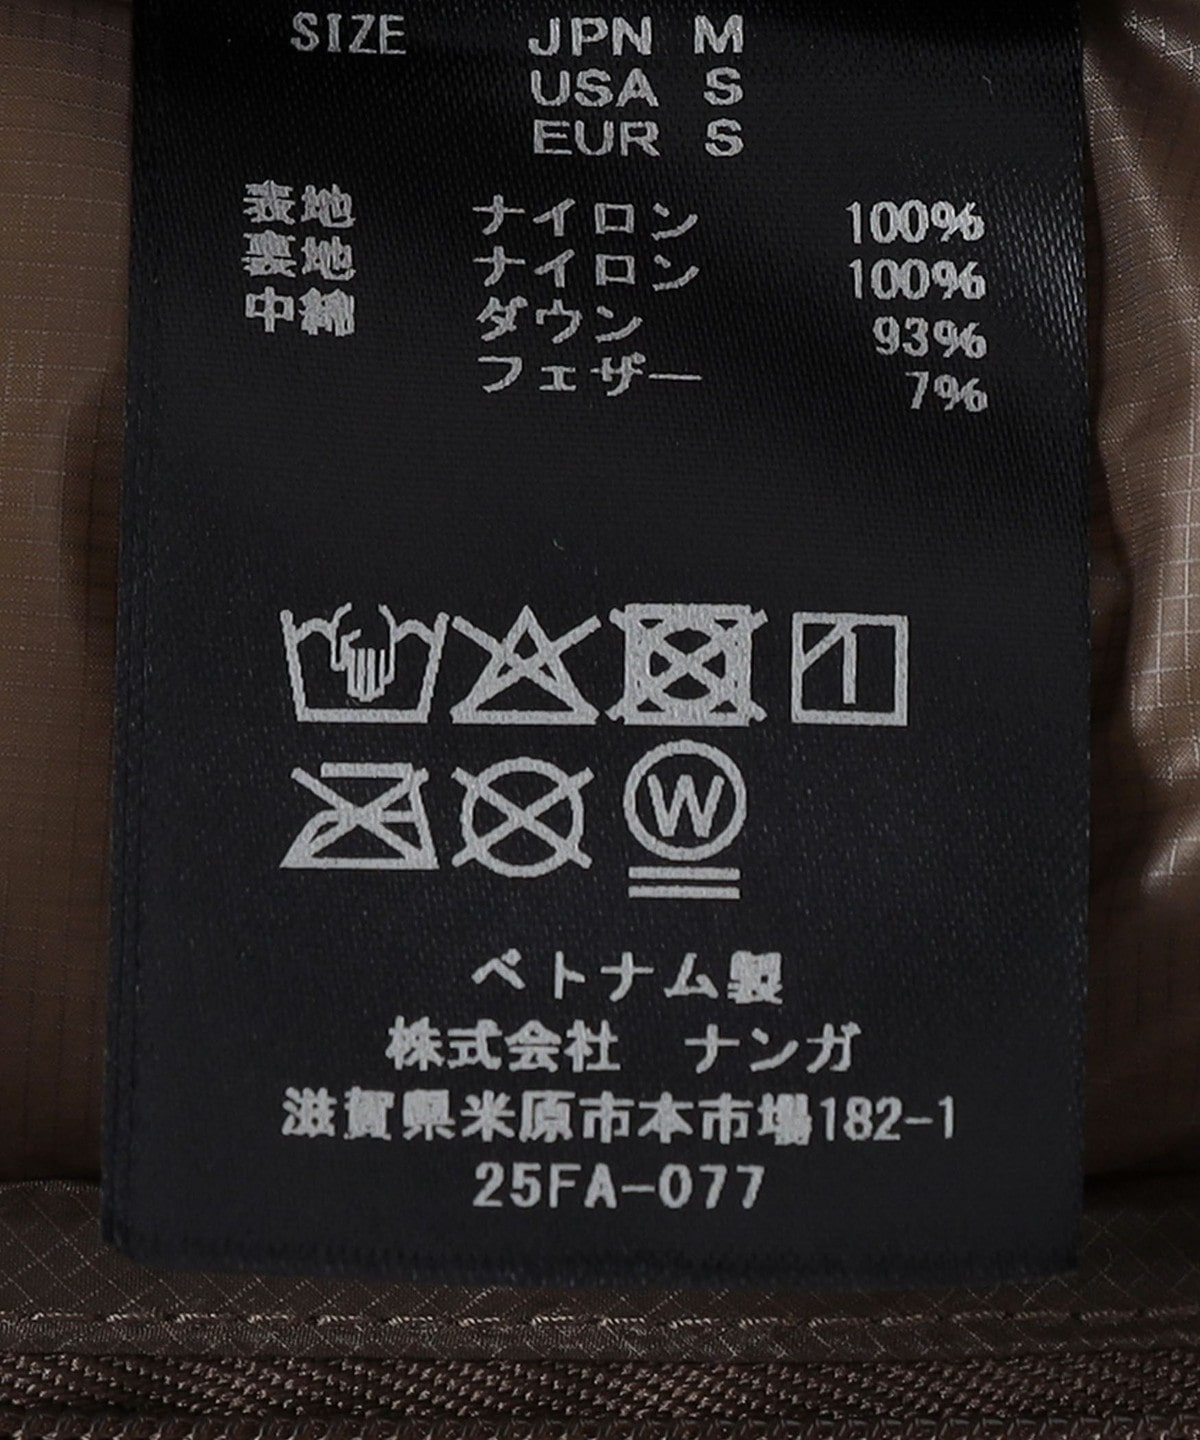 SIZE JPN M
USA S
EUR S
表地 ナイロン 100%
裏地 ナイロン 100%
中綿 ダウン 93%
フェザー 7%
W
ベトナム製
株式会社 ナンガ
滋賀県米原市本市場182-1
25FA-077